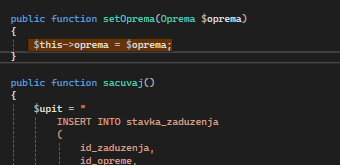 public function setOprema(Oprema $oprema)
{
$this->oprema = $oprema;
}
public function sacuvaj()
{
$upit = "
INSERT INTO stavka_zaduzenja
(
id_zaduzenja,
id_opreme,